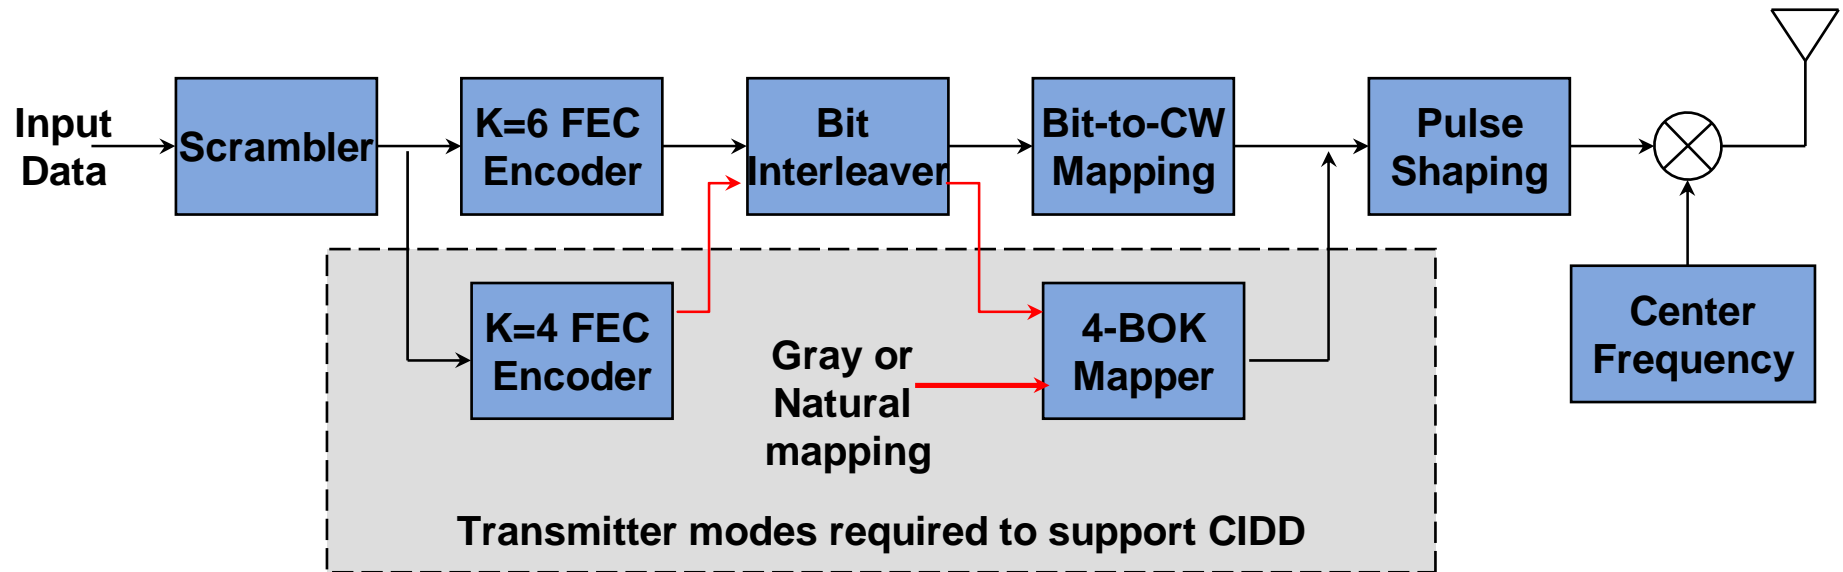 Input
Data
Scrambler
K=6 FEC
Encoder
Bit
Interleaver
Bit-to-CW
Mapping
Pulse
Shaping
K=4 FEC
Encoder
Gray or
Natural
mapping
4-BOK
Mapper
Center
Frequency
Transmitter modes required to support CIDD